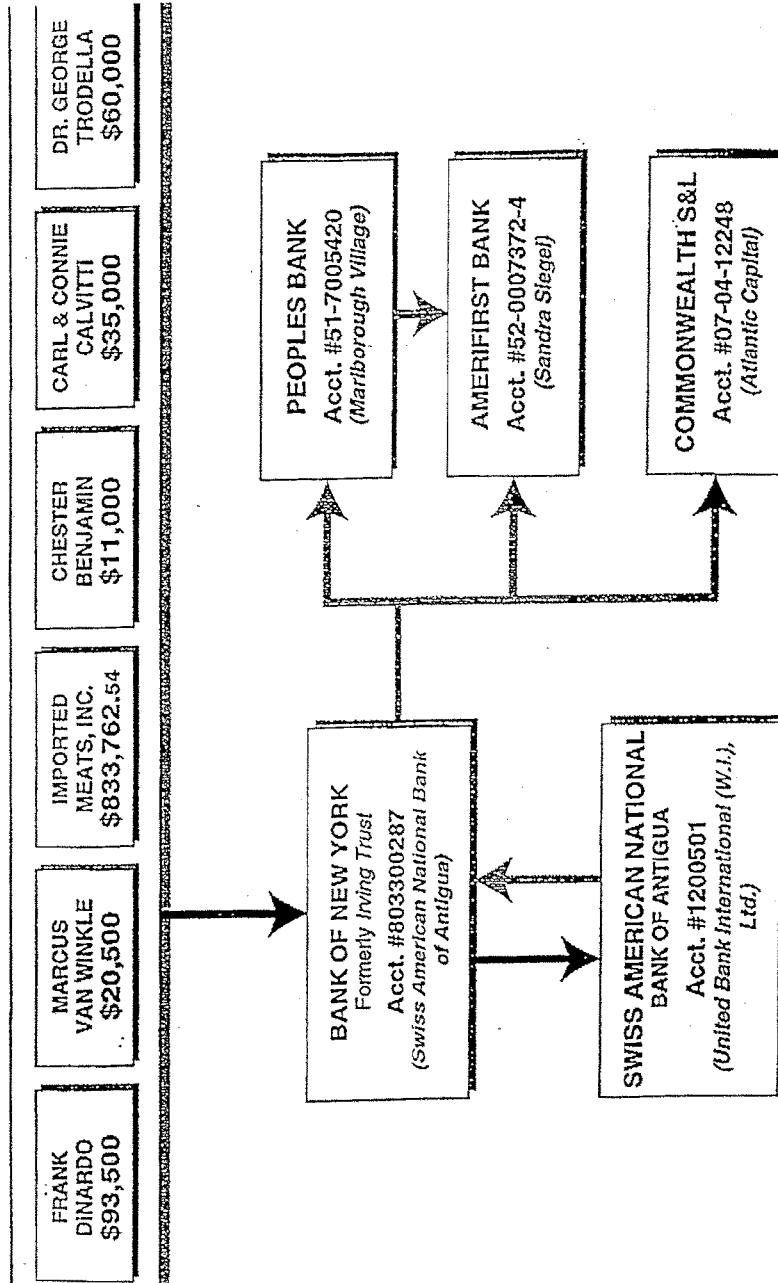 FRANK
DiNARDO
$93,500
MARCUS
VAN WINKLE
$20,500
IMPORTED
MEATS, INC.
$833,762.54
CHESTER
BENJAMIN
$11,000
CARL & CONNIE
CALVITTI
$35,000
DR. GEORGE
TRODELLA
$60,000
BANK OF NEW YORK
Formerly Irving Trust
Acct. #803300287
(Swiss American National Bank
of Antigua)
SWISS AMERICAN NATIONAL
BANK OF ANTIGUA
Acct. #1200501
(United Bank International (W.I.),
Ltd.)
PEOPLES BANK
Acct. #51-7005420
(Marlborough Village)
AMERIFIRST BANK
Acct. #52-0007372-4
(Sandra Siegel)
COMMONWEALTH S&L
Acct. #07-04-12248
(Atlantic Capital)